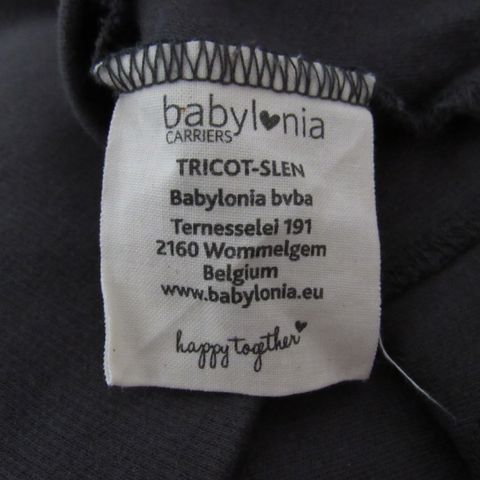 babylonia
CARRIERS
TRICOT-SLEN
Babylonia bvba
Ternesselei 191
2160 Wommelgem
Belgium
www.babylonia.eu
happy together